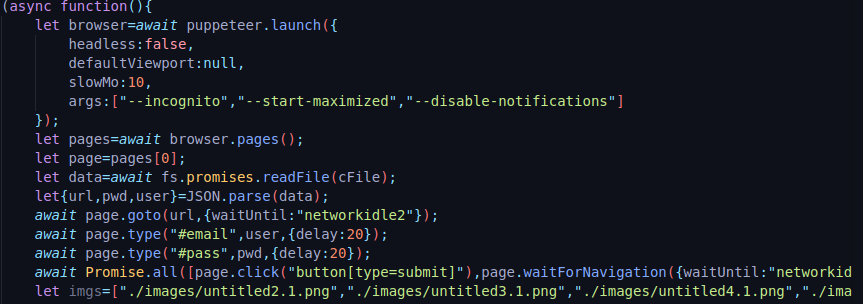 (async function(){
    let browser=await puppeteer.launch({
        headless:false,
        defaultViewport:null,
        slowMo:10,
        args:["--incognito","--start-maximized","--disable-notifications"]
    });
    let pages=await browser.pages();
    let page=pages[0];
    let data=await fs.promises.readFile(cFile);
    let{url,pwd,user}=JSON.parse(data);
    await page.goto(url,{waitUntil:"networkidle2"});
    await page.type("#email",user,{delay:20});
    await page.type("#pass",pwd,{delay:20});
    await Promise.all([page.click("button[type=submit]"),page.waitForNavigation({waitUntil:"networkid
    let imgs=["./images/untitled2.1.png","./images/untitled3.1.png","./images/untitled4.1.png","./ima